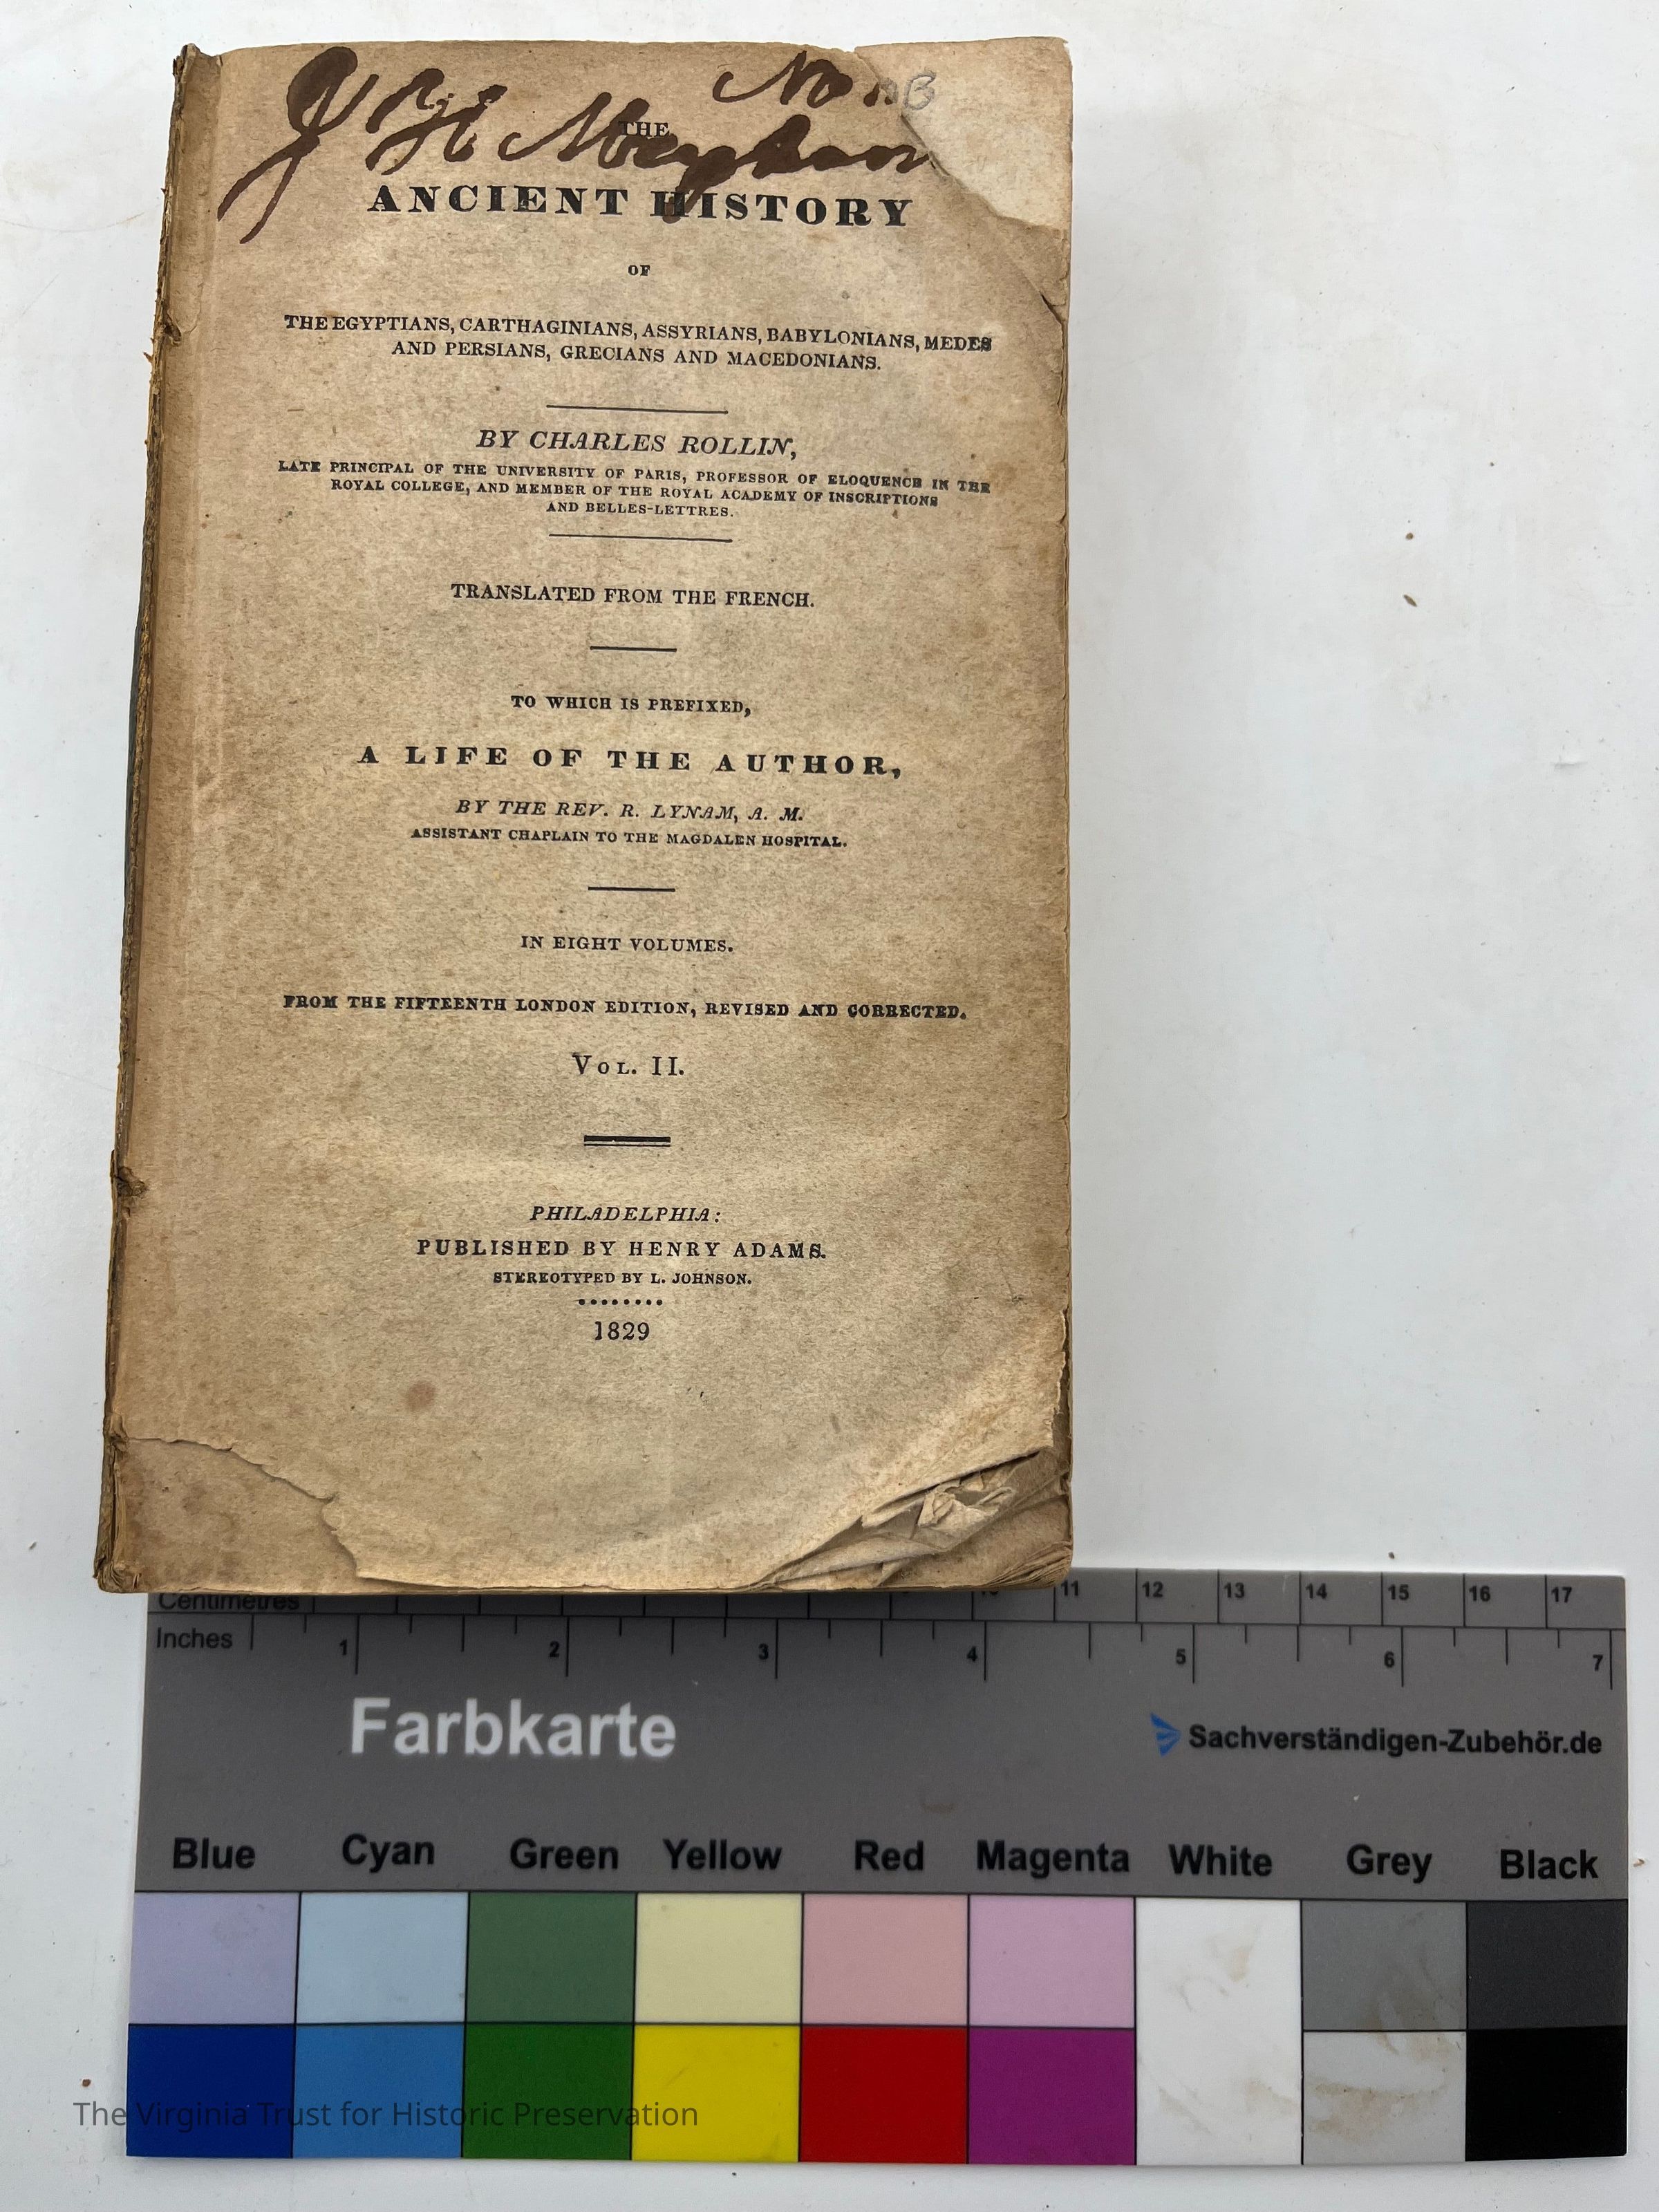 No
J H
THE
ANCIENT HISTORY
OF
THE EGYPTIANS, CARTHAGINIANS, ASSYRIANS, BABYLONIANS, MEDES
AND PERSIANS, GRECIANS AND MACEDONIANS.
BY CHARLES ROLLIN,
LATE PRINCIPAL OF THE UNIVERSITY OF PARIS, PROFESSOR OF ELOQUENCE IN THE
ROYAL COLLEGE, AND MEMBER OF THE ROYAL ACADEMY OF INSCRIPTIONS
AND BELLES-LETTRES.
TRANSLATED FROM THE FRENCH.
TO WHICH IS PREFIXED,
A LIFE OF THE AUTHOR,
BY THE REV. R. LYNAM, A. M.
ASSISTANT CHAPLAIN TO THE MAGDALEN HOSPITAL.
IN EIGHT VOLUMES.
FROM THE FIFTEENTH LONDON EDITION, REVISED AND CORRECTED.
VOL. II.
PHILADELPHIA:
PUBLISHED BY HENRY ADAMS.
STEREOTYPED BY L. JOHNSON.
1829
Centimetres 10 11 12 13 14 15 16 17
Inches 1 2 3 4 5 6 7
Farbkarte
Sachverständigen-Zubehör.de
Blue Cyan Green Yellow Red Magenta White Grey Black
The Virginia Trust for Historic Preservation